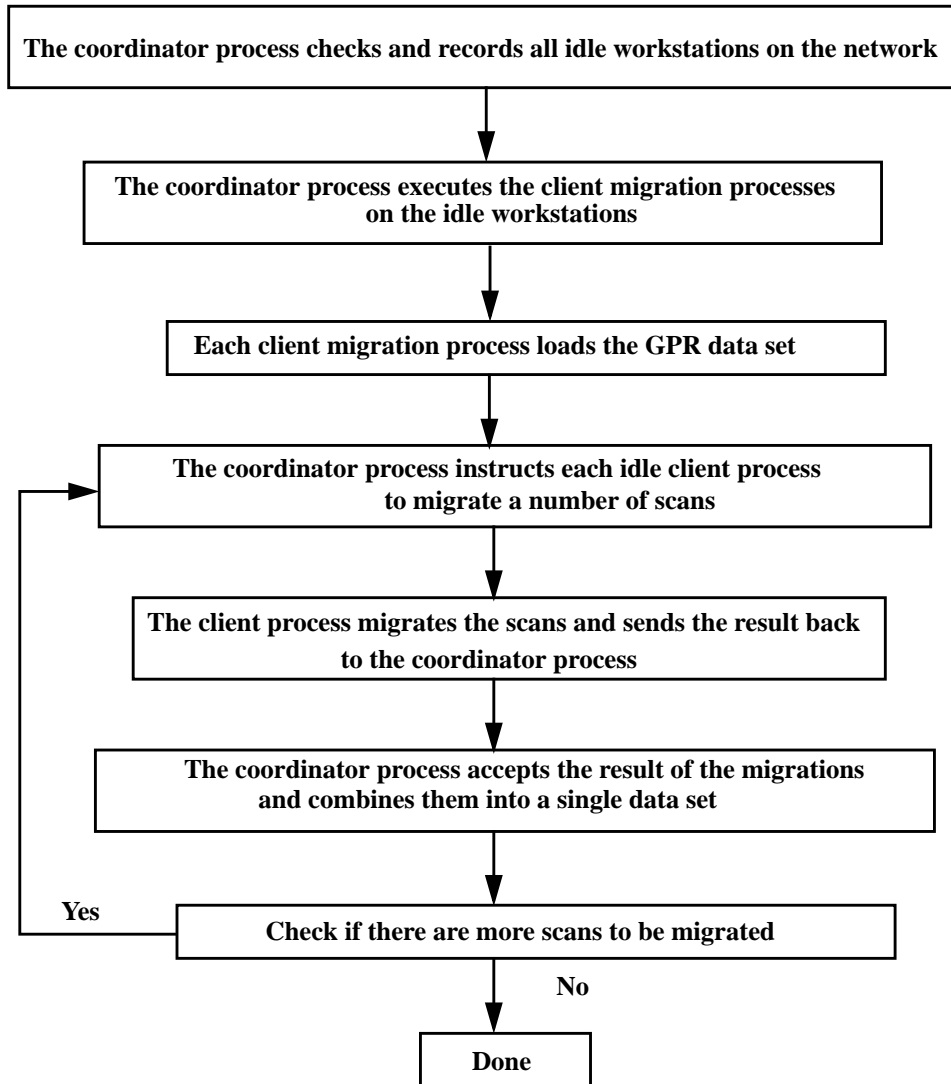 The coordinator process checks and records all idle workstations on the network
The coordinator process executes the client migration processes
on the idle workstations
Each client migration process loads the GPR data set
The coordinator process instructs each idle client process
to migrate a number of scans
The client process migrates the scans and sends the result back
to the coordinator process
The coordinator process accepts the result of the migrations
and combines them into a single data set
Yes
Check if there are more scans to be migrated
No
Done